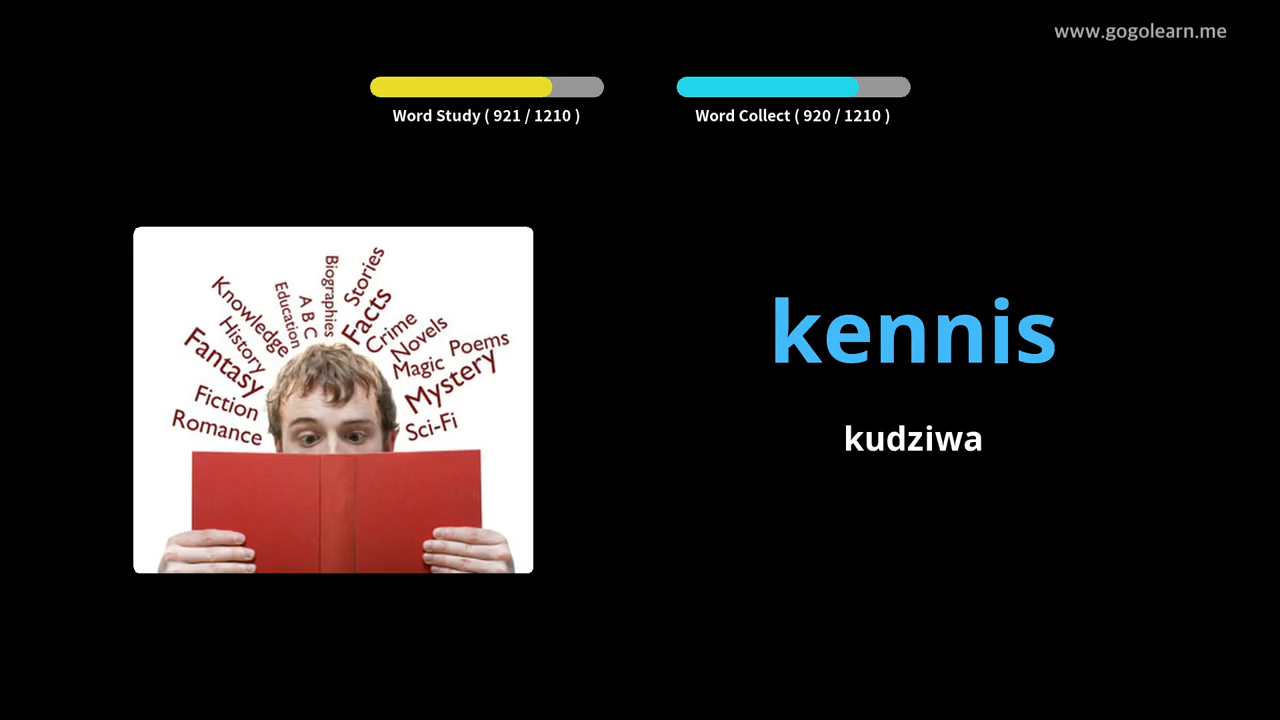 www.gogolearn.me
Word Study ( 921 / 1210 )
Word Collect ( 920 / 1210 )
Biographies
Stories
Facts
A B C
Education
Knowledge
History
Fantasy
Fiction
Romance
Crime
Novels
Magic
Poems
Mystery
Sci-Fi
kennis
kudziwa